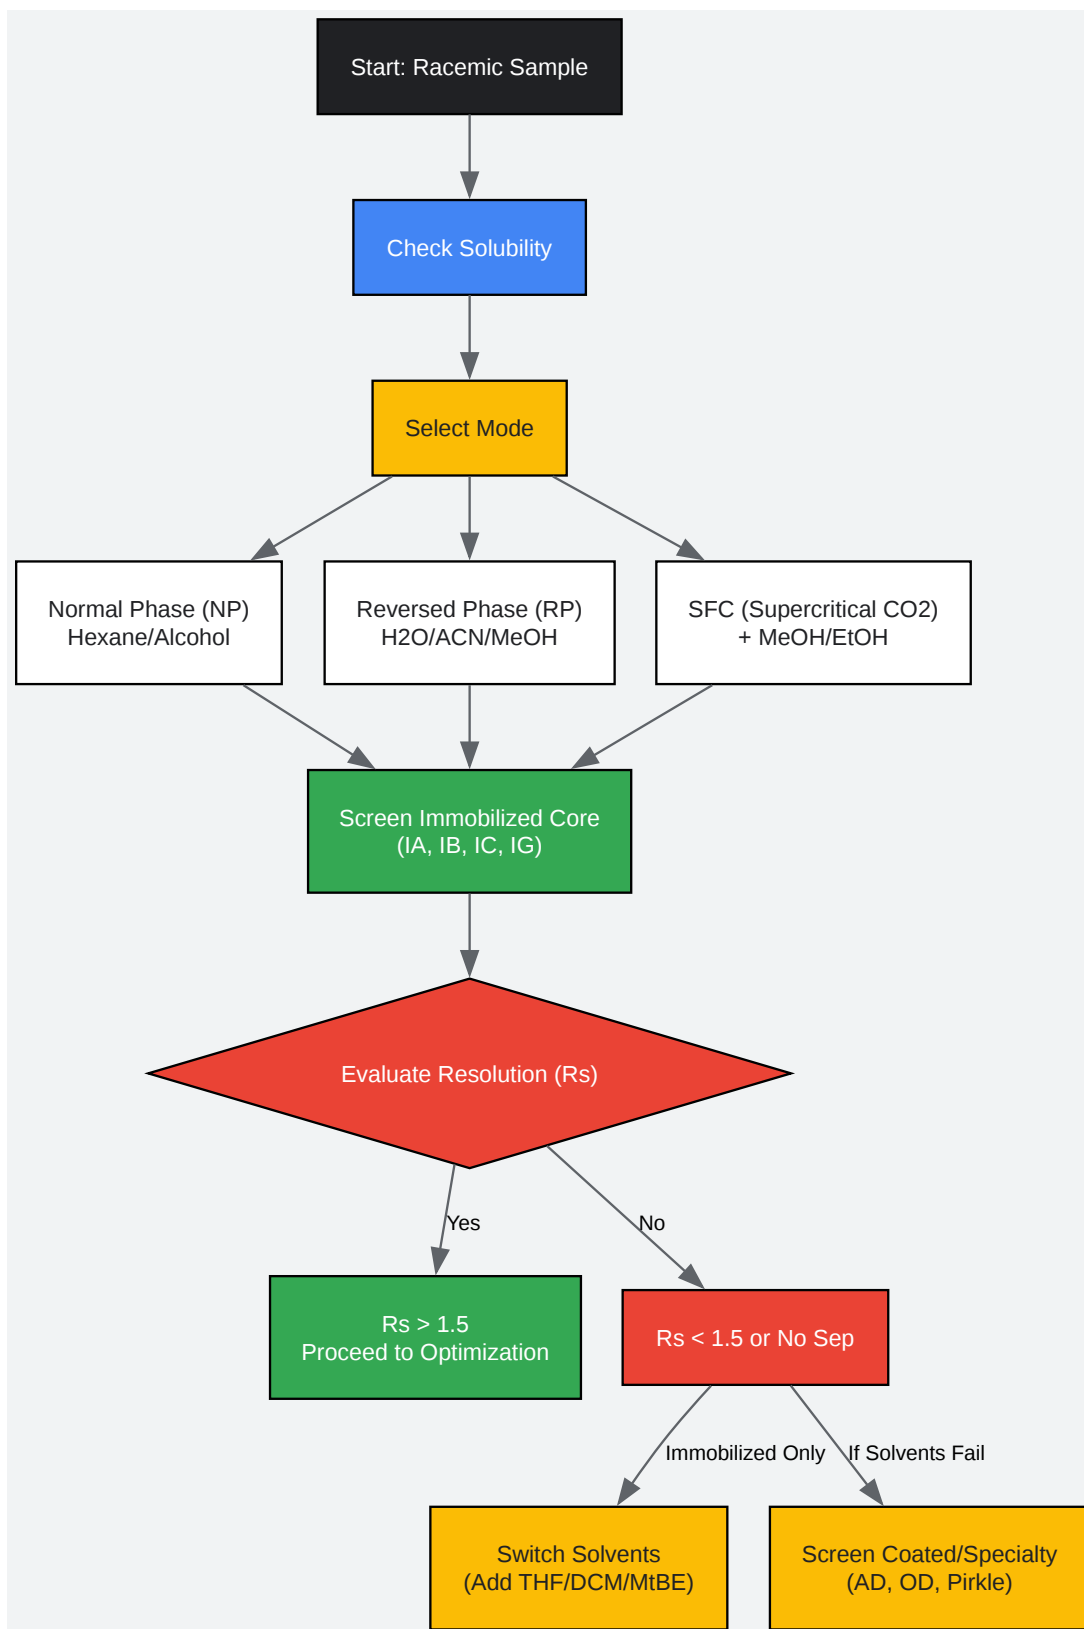 Start: Racemic Sample
Check Solubility
Select Mode
Normal Phase (NP)
Hexane/Alcohol
Reversed Phase (RP)
H2O/ACN/MeOH
SFC (Supercritical CO2)
+ MeOH/EtOH
Screen Immobilized Core
(IA, IB, IC, IG)
Evaluate Resolution (Rs)
Yes
No
Rs > 1.5
Proceed to Optimization
Rs < 1.5 or No Sep
Immobilized Only
If Solvents Fail
Switch Solvents
(Add THF/DCM/MtBE)
Screen Coated/Specialty
(AD, OD, Pirkle)